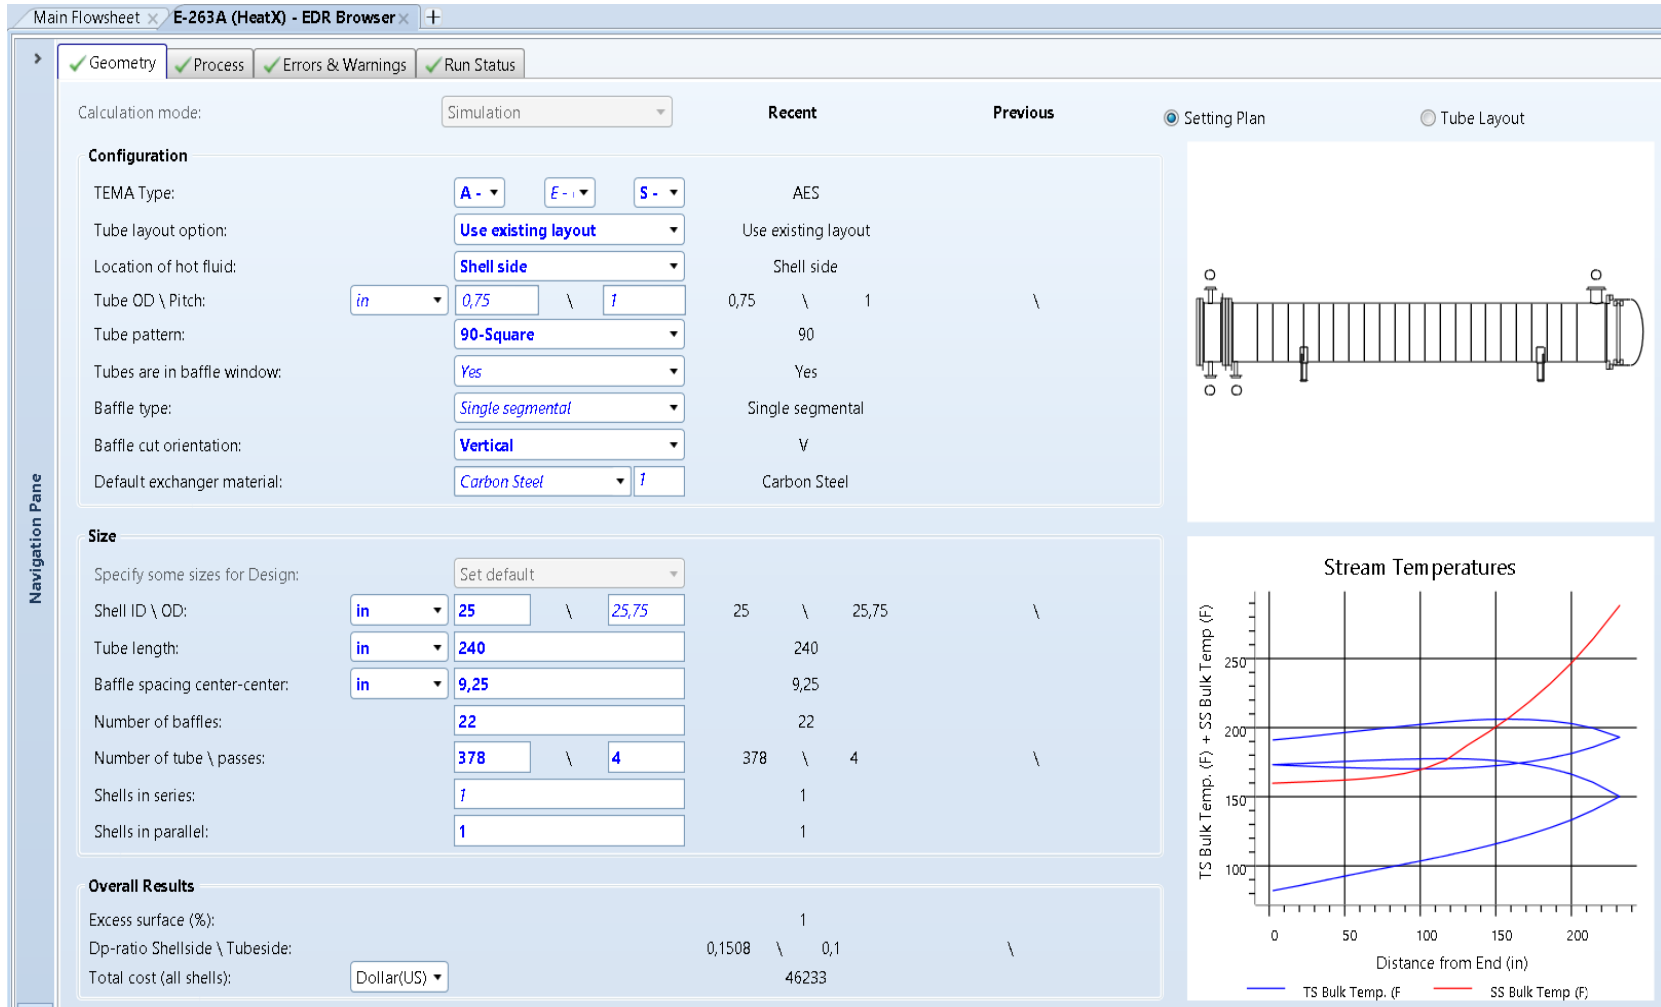 Main Flowsheet × E-263A (HeatX) - EDR Browser × +
Navigation Pane
Geometry Process Errors & Warnings Run Status
Calculation mode: Simulation Recent Previous Setting Plan Tube Layout
Configuration
TEMA Type: A - E - S - AES
Tube layout option: Use existing layout Use existing layout
Location of hot fluid: Shell side Shell side
Tube OD \ Pitch: in 0,75 \ 1 0,75 \ 1 \
Tube pattern: 90-Square 90
Tubes are in baffle window: Yes Yes
Baffle type: Single segmental Single segmental
Baffle cut orientation: Vertical V
Default exchanger material: Carbon Steel 1 Carbon Steel
Size
Specify some sizes for Design: Set default
Shell ID \ OD: in 25 \ 25,75 25 \ 25,75 \
Tube length: in 240 240
Baffle spacing center-center: in 9,25 9,25
Number of baffles: 22 22
Number of tube \ passes: 378 \ 4 378 \ 4 \
Shells in series: 1 1
Shells in parallel: 1 1
Overall Results
Excess surface (%): 1
Dp-ratio Shellside \ Tubeside: 0,1508 \ 0,1 \
Total cost (all shells): Dollar(US) 46233
Stream Temperatures
TS Bulk Temp. (F) + SS Bulk Temp (F)
250
200
150
100
0 50 100 150 200
Distance from End (in)
TS Bulk Temp. (F SS Bulk Temp (F)